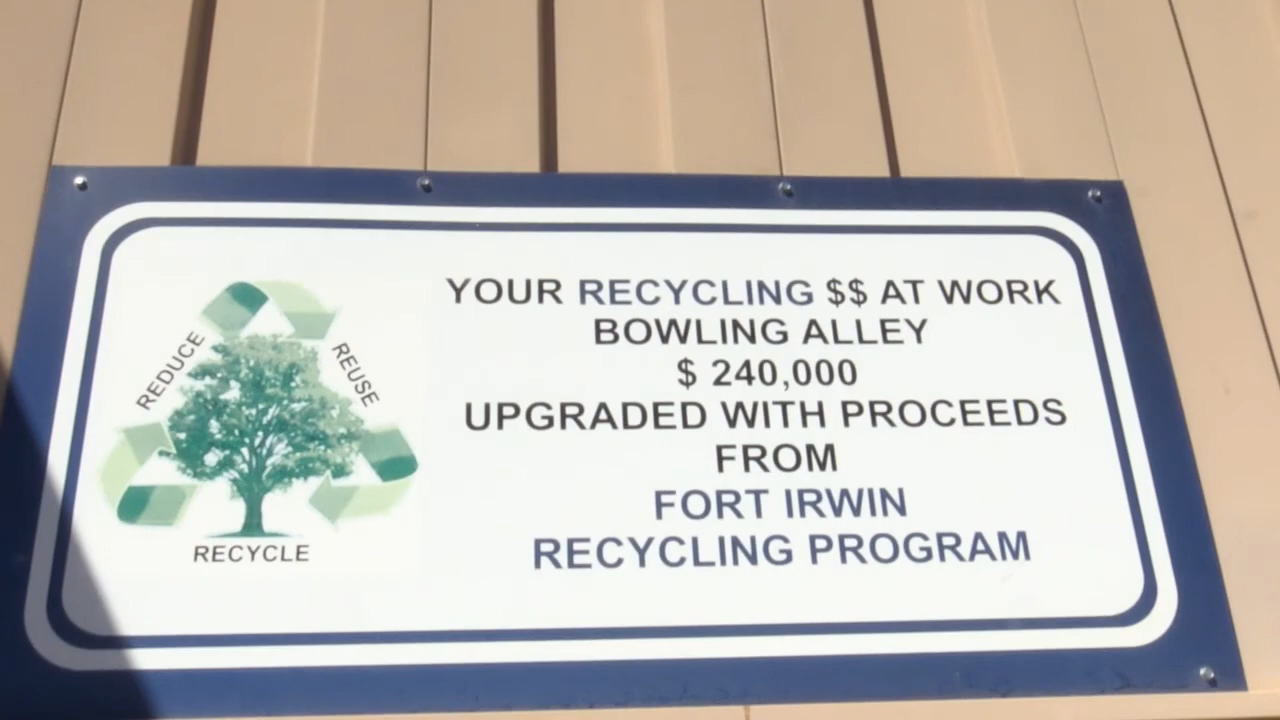 REDUCE
REUSE
RECYCLE
YOUR RECYCLING $$ AT WORK
BOWLING ALLEY
$ 240,000
UPGRADED WITH PROCEEDS
FROM
FORT IRWIN
RECYCLING PROGRAM